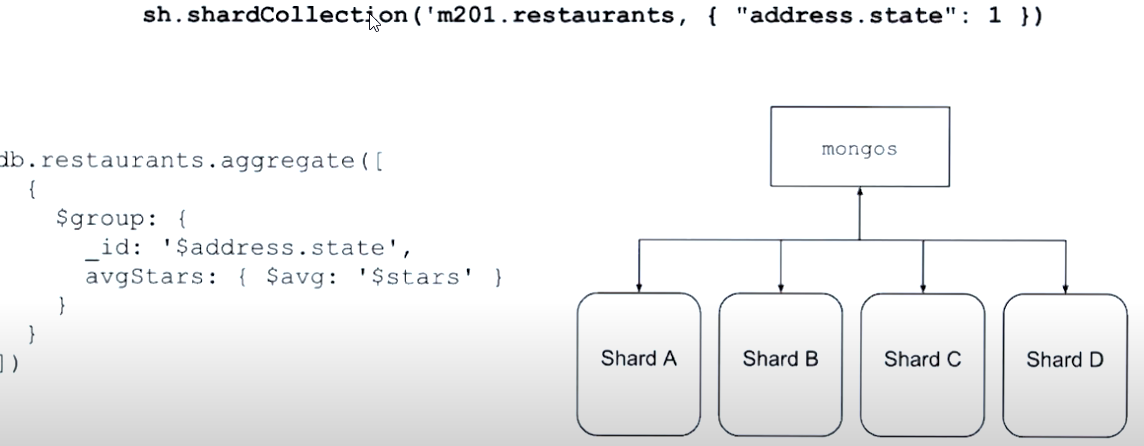 sh.shardCollection('m201.restaurants, { "address.state": 1 })
db.restaurants.aggregate([
{
$group: {
_id: '$address.state',
avgStars: { $avg: '$stars' }
}
}
])
mongos
Shard A
Shard B
Shard C
Shard D